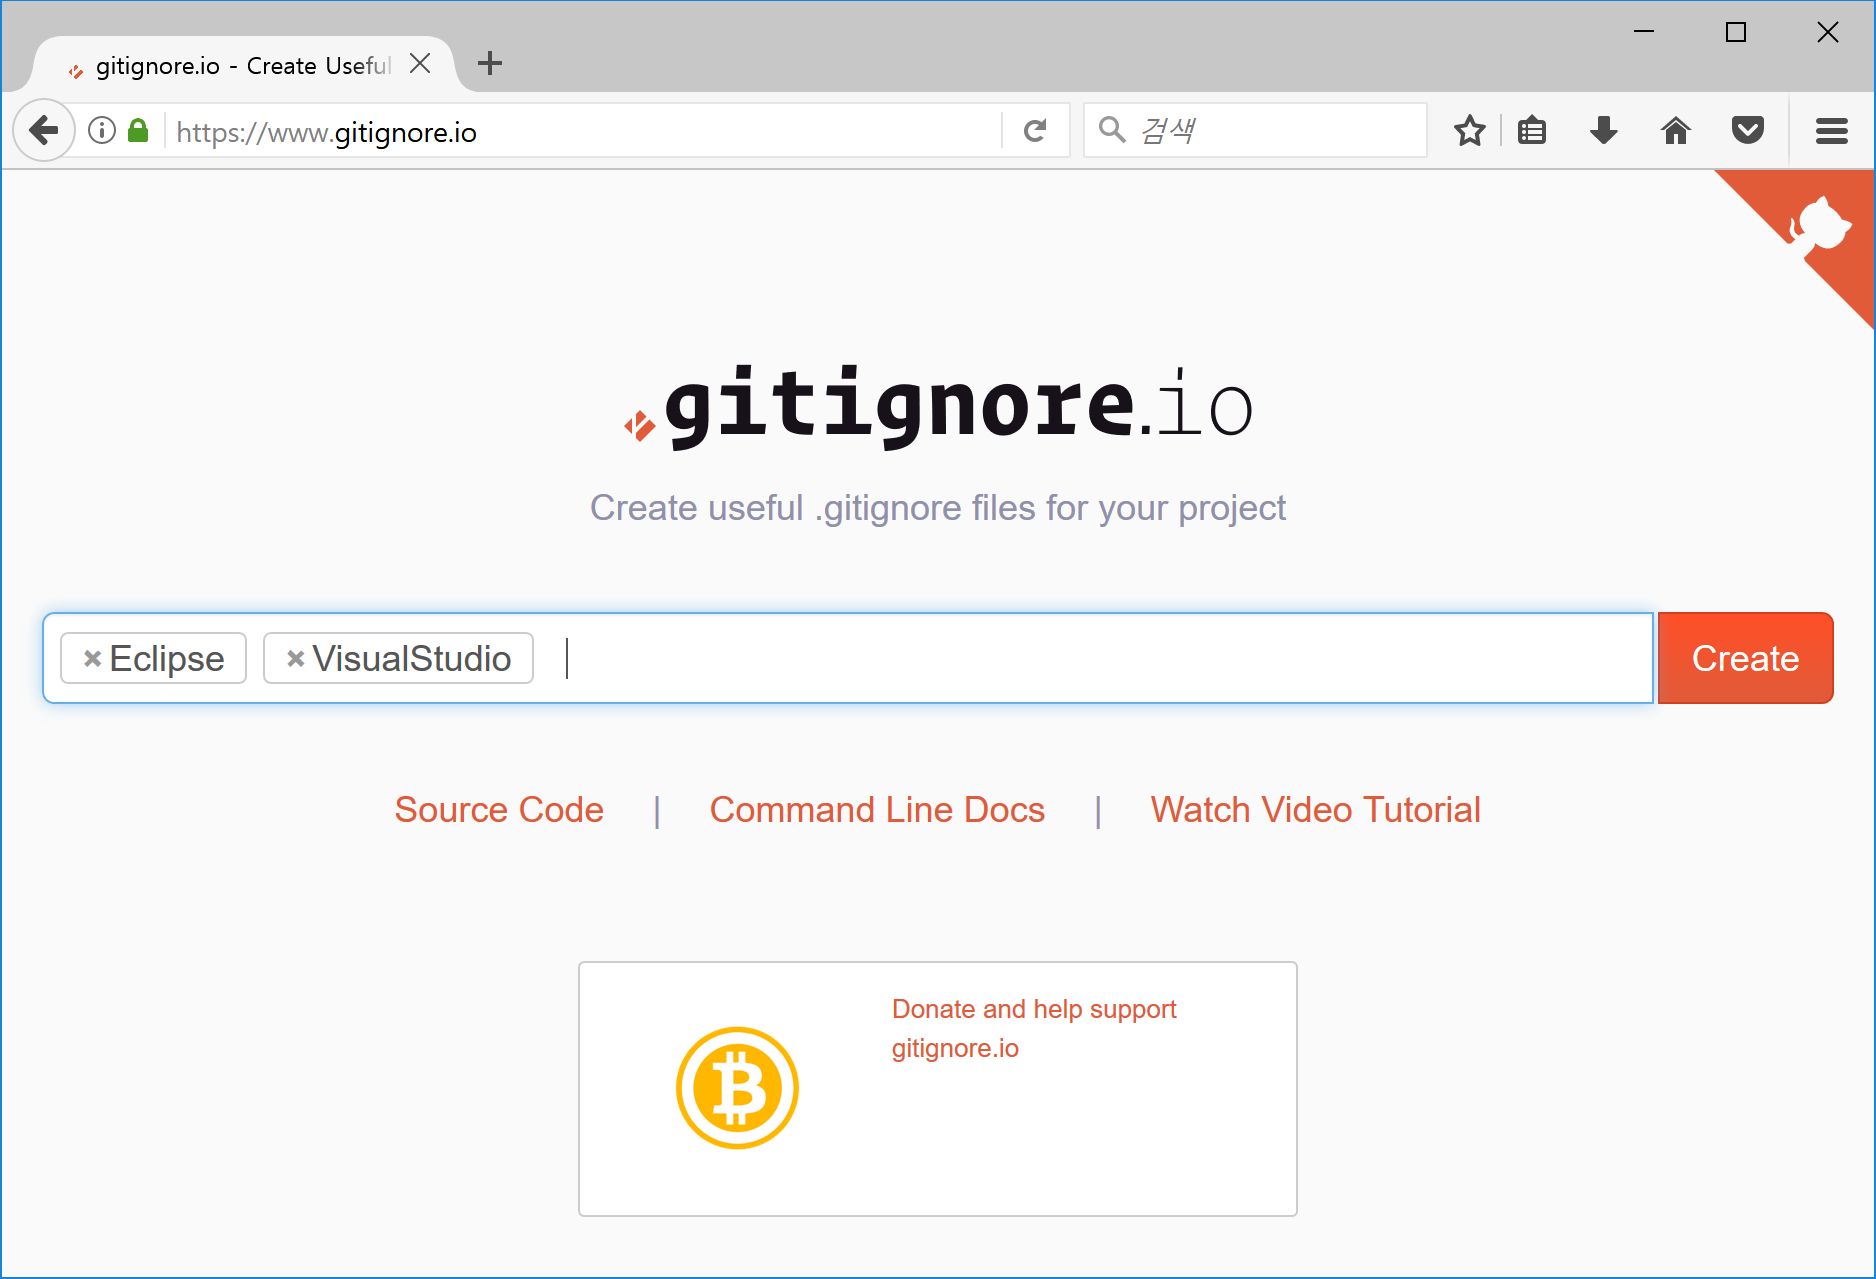 gitignore.io - Create Useful
https://www.gitignore.io
검색
gitignore.io
Create useful .gitignore files for your project
Eclipse VisualStudio
Create
Source Code | Command Line Docs | Watch Video Tutorial
Donate and help support
gitignore.io